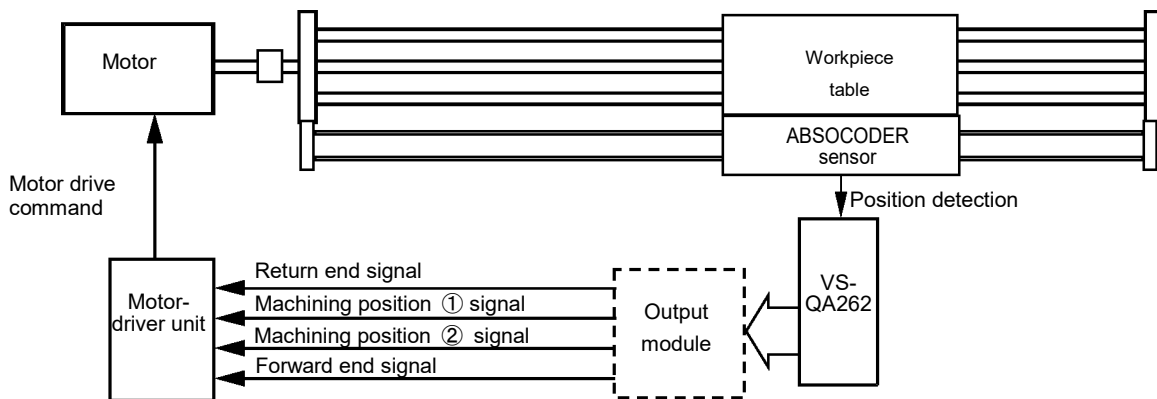 Motor
Workpiece
table
ABSOCODER
sensor
Position detection
Motor drive
command
VS-
QA262
Return end signal
Machining position ① signal
Machining position ② signal
Forward end signal
Motor-
driver unit
Output
module